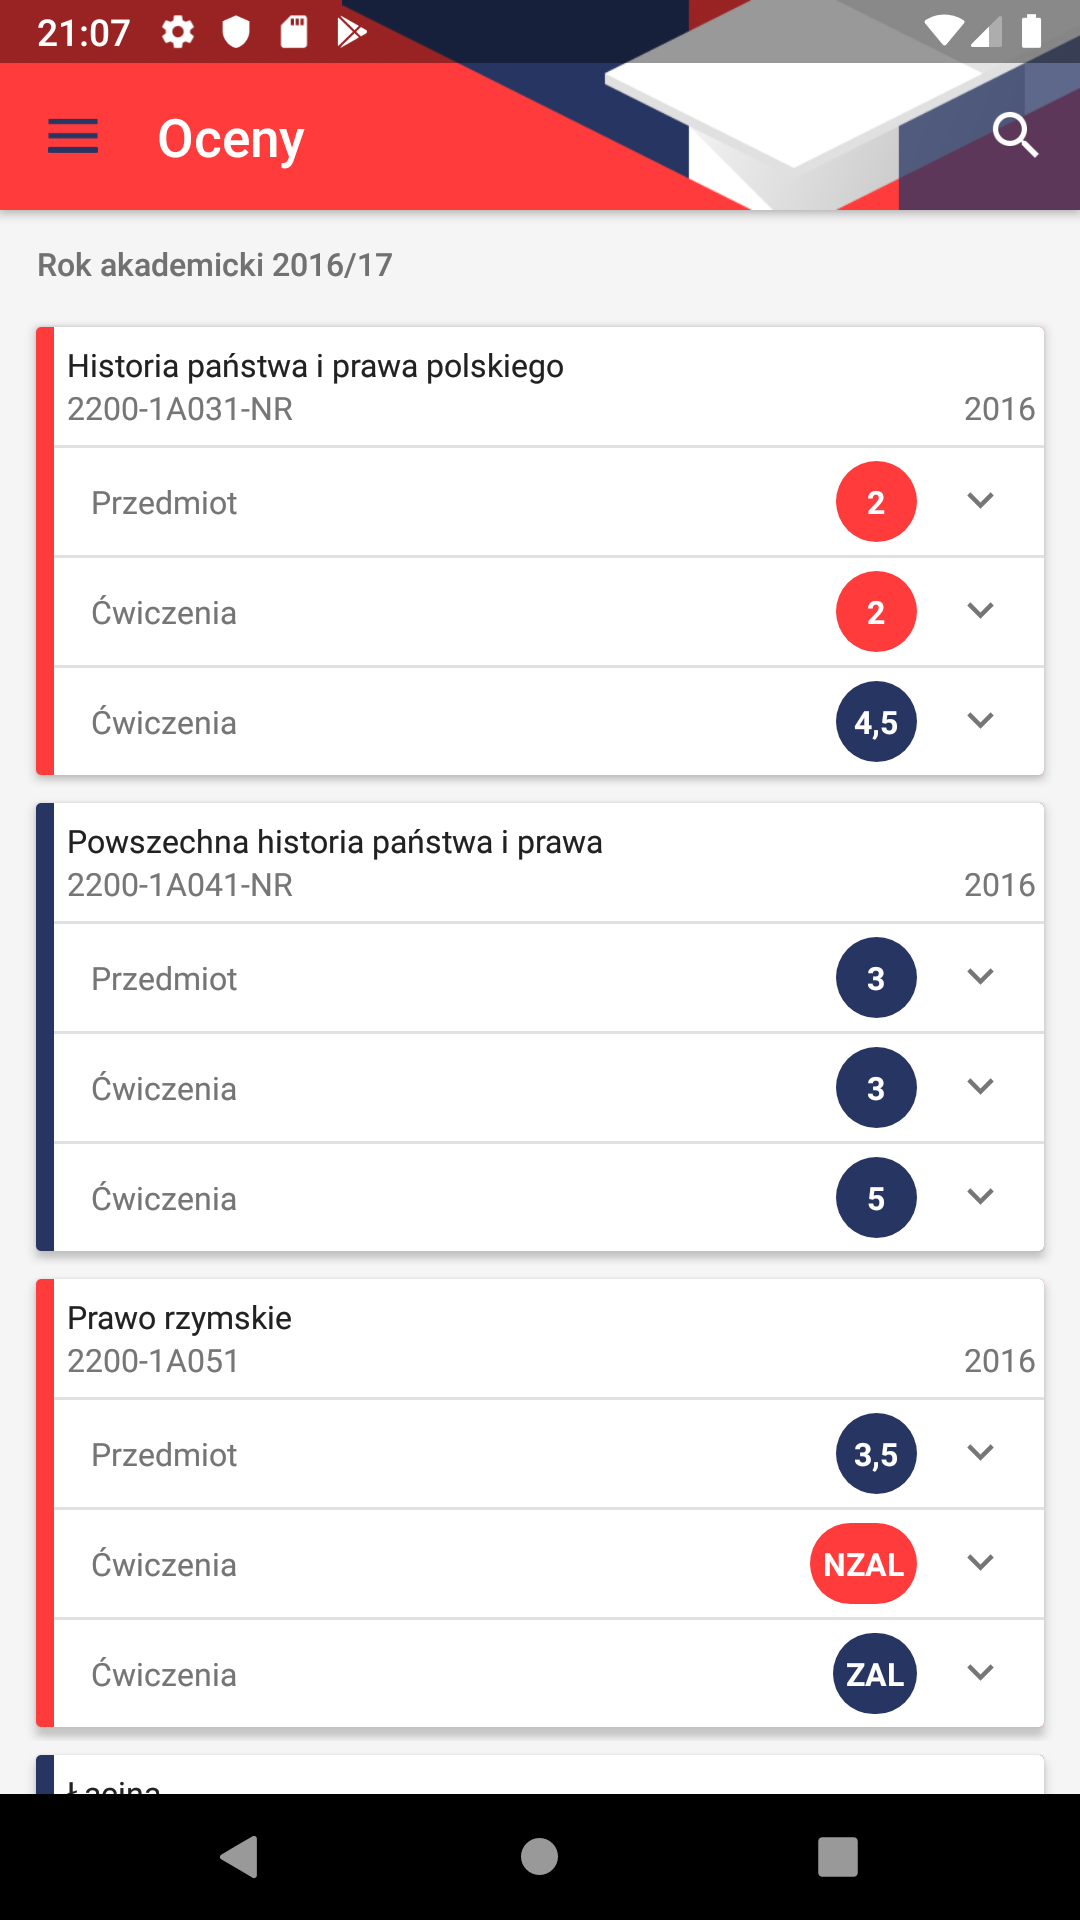 21:07
Oceny
Rok akademicki 2016/17
Historia państwa i prawa polskiego
2200-1A031-NR 2016
Przedmiot 2
Ćwiczenia 2
Ćwiczenia 4,5
Powszechna historia państwa i prawa
2200-1A041-NR 2016
Przedmiot 3
Ćwiczenia 3
Ćwiczenia 5
Prawo rzymskie
2200-1A051 2016
Przedmiot 3,5
Ćwiczenia NZAL
Ćwiczenia ZAL
Łacina